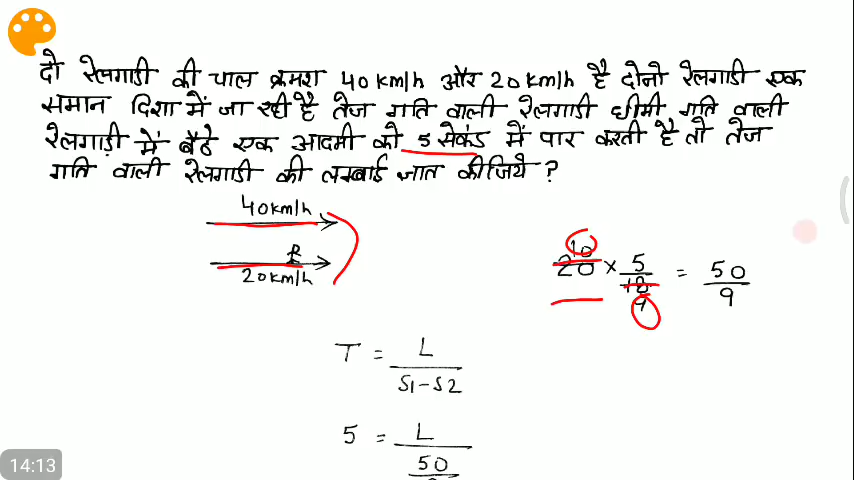 दो रेलगाडी की चाल क्रमश 40 km/h और 20 km/h है दोनो रेलगाडी एक
समान दिशा में जा रही है तेज गति वाली रेलगाडी धीमी गति वाली
रेलगाड़ी में बैठे एक आदमी को 5 सेकंड में पार करती है तो तेज
गति वाली रेलगाडी की लम्बाई ज्ञात कीजिये ?
40 km/h
20 km/h
10
20 × 5 = 50
18 9
9
T = L
S1-S2
5 = L
50
14:13